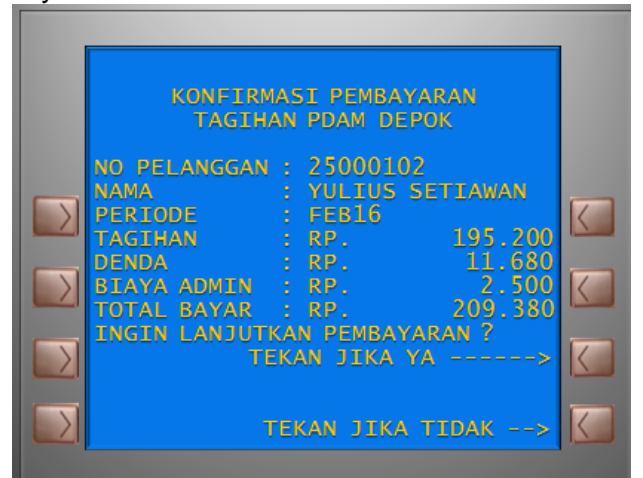 KONFIRMASI PEMBAYARAN
TAGIHAN PDAM DEPOK
NO PELANGGAN : 25000102
NAMA : YULIUS SETIAWAN
PERIODE : FEB16
TAGIHAN : RP. 195.200
DENDA : RP. 11.680
BIAYA ADMIN : RP. 2.500
TOTAL BAYAR : RP. 209.380
INGIN LANJUTKAN PEMBAYARAN ?
TEKAN JIKA YA ------>
TEKAN JIKA TIDAK -->